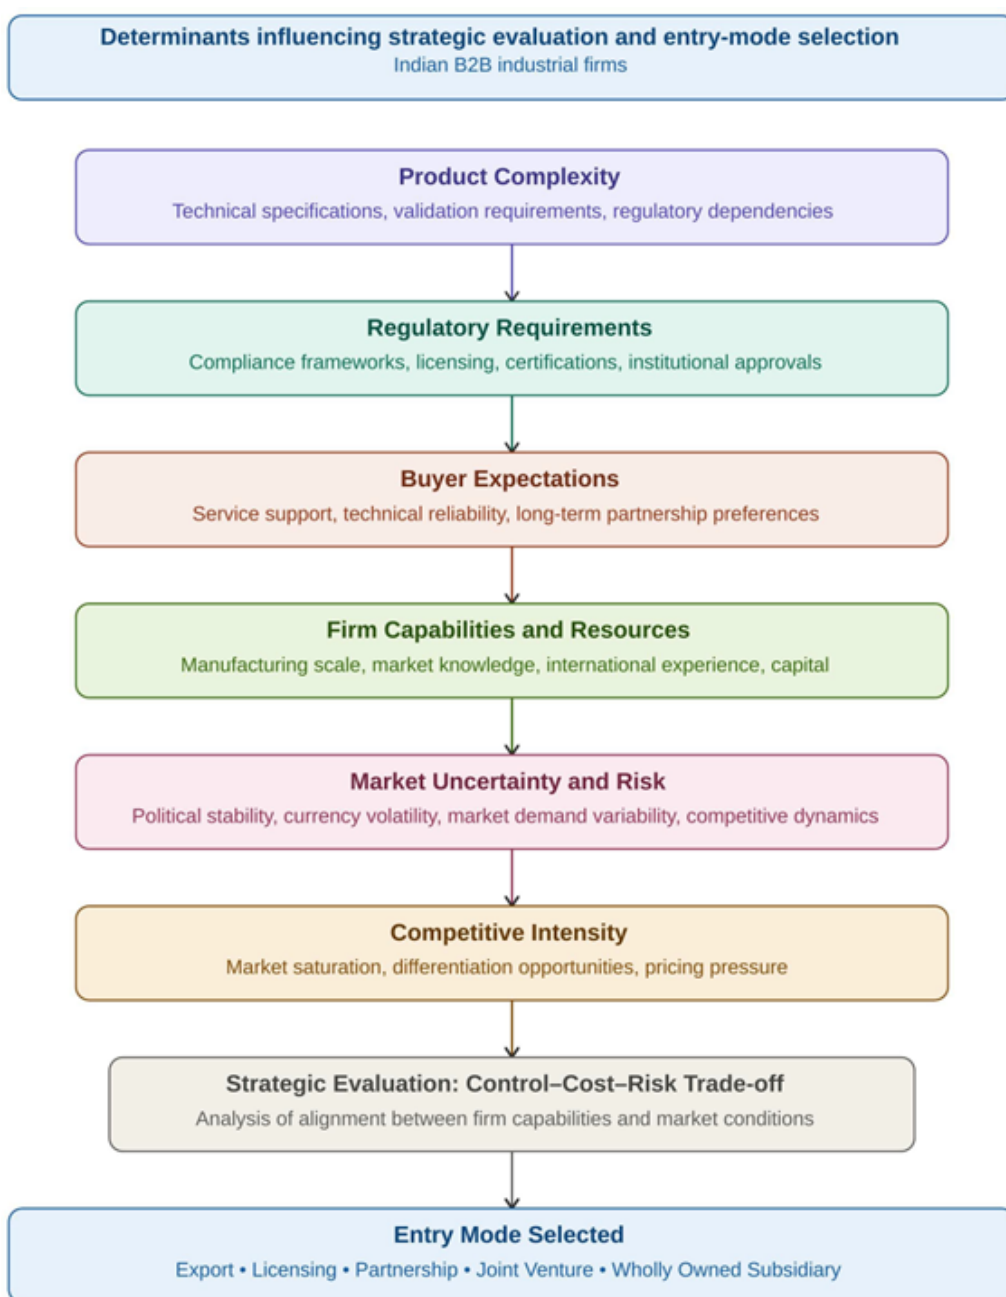 Determinants influencing strategic evaluation and entry-mode selection
Indian B2B industrial firms
Product Complexity
Technical specifications, validation requirements, regulatory dependencies
Regulatory Requirements
Compliance frameworks, licensing, certifications, institutional approvals
Buyer Expectations
Service support, technical reliability, long-term partnership preferences
Firm Capabilities and Resources
Manufacturing scale, market knowledge, international experience, capital
Market Uncertainty and Risk
Political stability, currency volatility, market demand variability, competitive dynamics
Competitive Intensity
Market saturation, differentiation opportunities, pricing pressure
Strategic Evaluation: Control–Cost–Risk Trade-off
Analysis of alignment between firm capabilities and market conditions
Entry Mode Selected
Export • Licensing • Partnership • Joint Venture • Wholly Owned Subsidiary